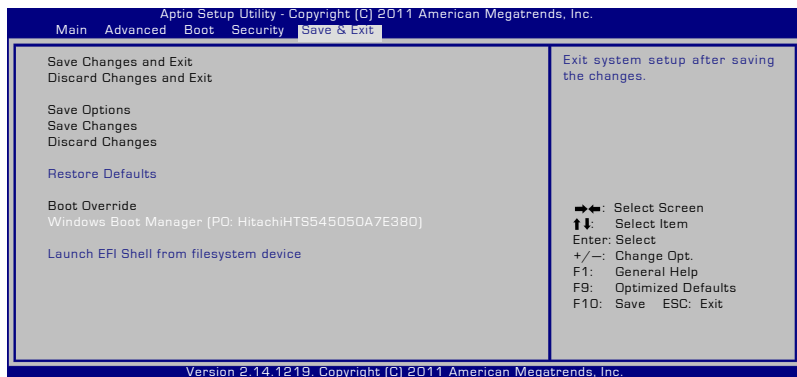 Aptio Setup Utility - Copyright (C) 2011 American Megatrends, Inc.
Main Advanced Boot Security Save & Exit
Save Changes and Exit
Discard Changes and Exit
Save Options
Save Changes
Discard Changes
Restore Defaults
Boot Override
Windows Boot Manager (PO: HitachiHTS545050A7E380)
Launch EFI Shell from filesystem device
Exit system setup after saving
the changes.
→←: Select Screen
↑↓: Select Item
Enter: Select
+/—: Change Opt.
F1: General Help
F9: Optimized Defaults
F10: Save ESC: Exit
Version 2.14.1219. Copyright (C) 2011 American Megatrends, Inc.